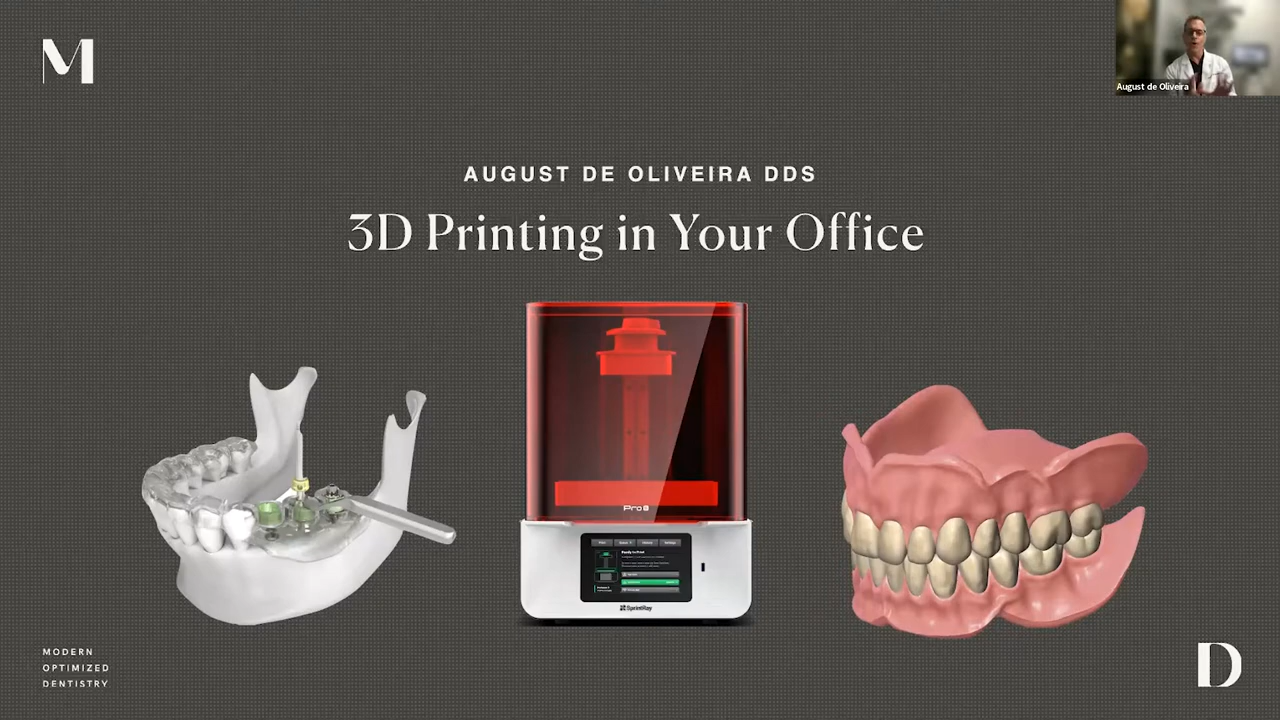 M
August de Oliveira
AUGUST DE OLIVEIRA DDS
3D Printing in Your Office
Pro
SprintRay
MODERN
OPTIMIZED
DENTISTRY
D